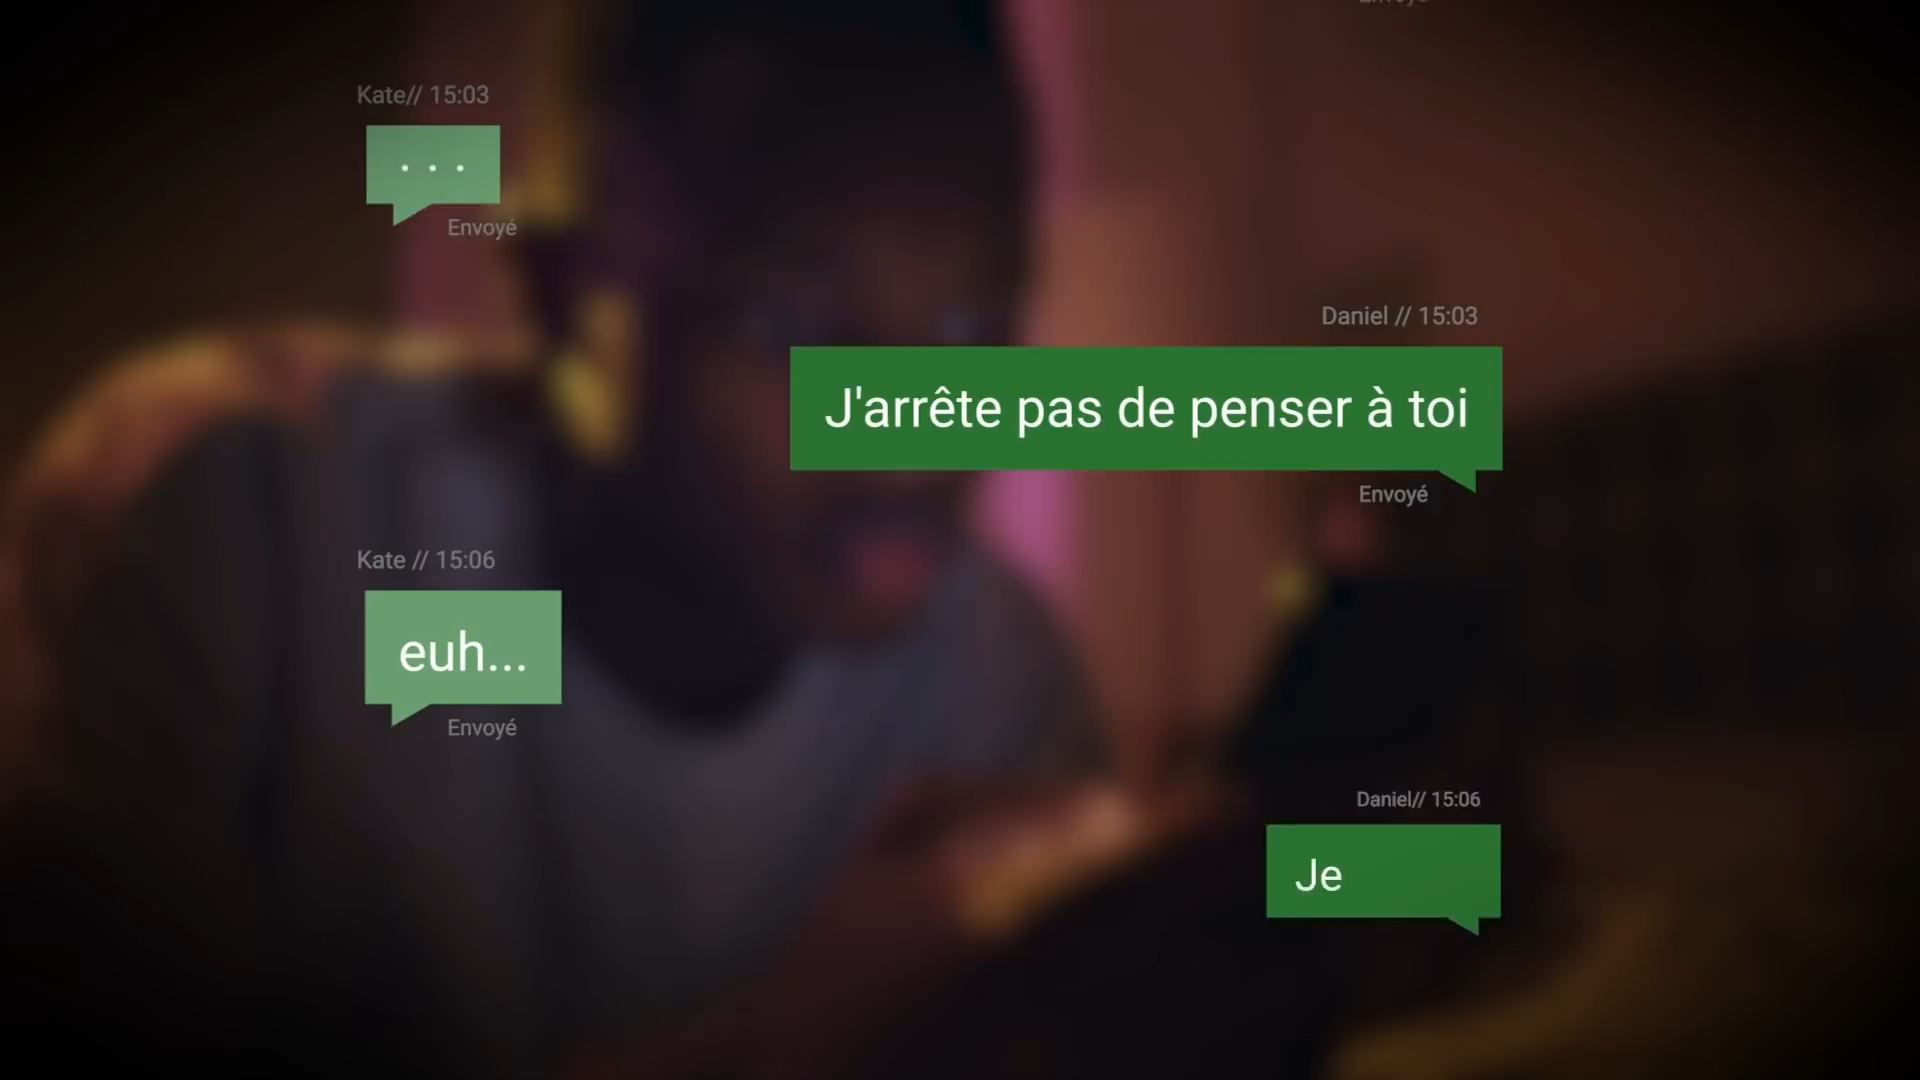 Kate// 15:03
. . .
Envoyé
Daniel // 15:03
J'arrête pas de penser à toi
Envoyé
Kate // 15:06
euh...
Envoyé
Daniel// 15:06
Je